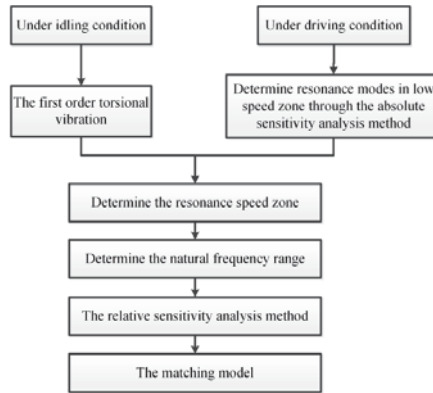 Under idling condition
Under driving condition
The first order torsional
vibration
Determine resonance modes in low
speed zone through the absolute
sensitivity analysis method
Determine the resonance speed zone
Determine the natural frequency range
The relative sensitivity analysis method
The matching model